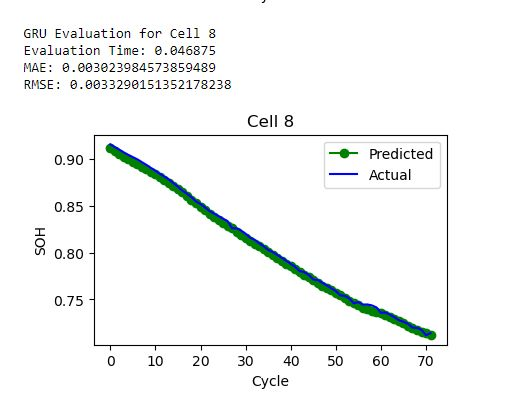 GRU Evaluation for Cell 8
Evaluation Time: 0.046875
MAE: 0.003023984573859489
RMSE: 0.0033290151352178238
Cell 8
Predicted
Actual
0.90
0.85
0.80
0.75
SOH
0 10 20 30 40 50 60 70
Cycle